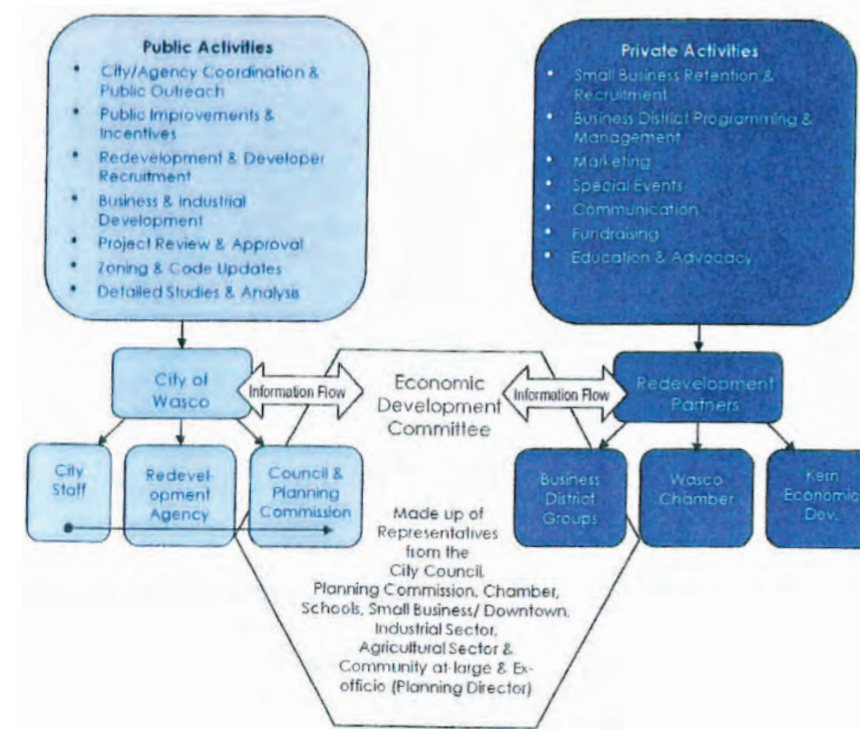 Public Activities
• City/Agency Coordination &
Public Outreach
• Public Improvements &
Incentives
• Redevelopment & Developer
Recruitment
• Business & Industrial
Development
• Project Review & Approval
• Zoning & Code Updates
• Detailed Studies & Analysis
Private Activities
• Small Business Retention &
Recruitment
• Business District Programming &
Management
• Marketing
• Special Events
• Communication
• Fundraising
• Education & Advocacy
City of
Wasco
Information Flow
Economic
Development
Committee
Information Flow
Redevelopment
Partners
City
Staff
Redevel-
opment
Agency
Council &
Planning
Commission
Business
District
Groups
Wasco
Chamber
Kern
Economic
Dev.
Made up of
Representatives
from the
City Council,
Planning Commission, Chamber,
Schools, Small Business/ Downtown,
Industrial Sector,
Agricultural Sector &
Community at-large & Ex-
officio (Planning Director)